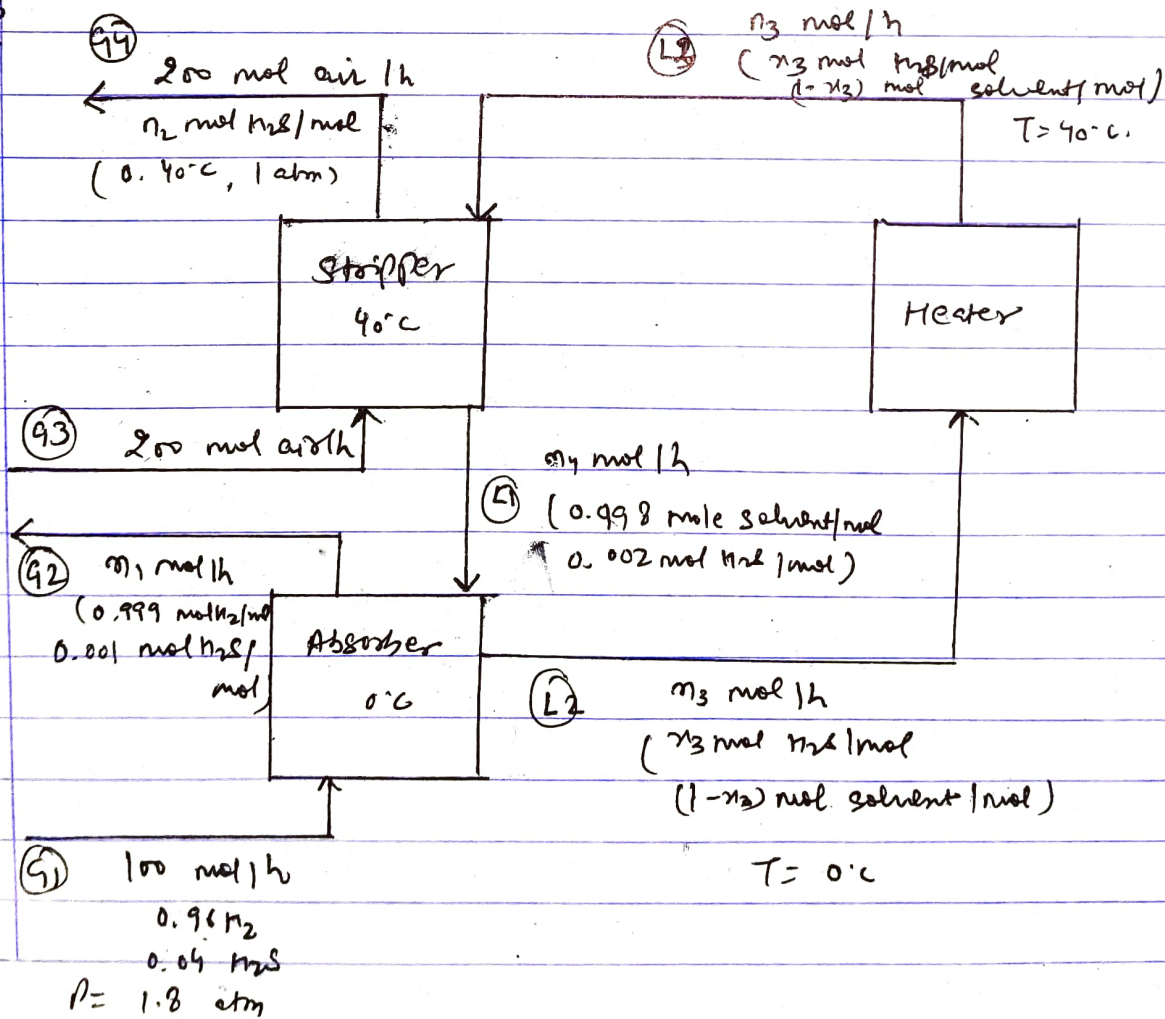 G4
200 mol air /h
n2 mol H2S/mol
(0. 40°C, 1 atm)
L2
n3 mol/h
(x3 mol H2S/mol
(1-x3) mol solvent/mol)
T=40°C.
Stripper
40°C
Heater
G3
200 mol air/h
L1
n4 mol/h
(0.998 mole solvent/mol
0.002 mol H2S/mol)
G2
n1 mol/h
(0.999 mol H2/mol
0.001 mol H2S/
mol)
Absorber
0°C
L2
n3 mol/h
(x3 mol H2S/mol
(1-x3) mol solvent/mol)
T= 0°C
G1
100 mol/h
0.96 H2
0.04 H2S
P= 1.8 atm